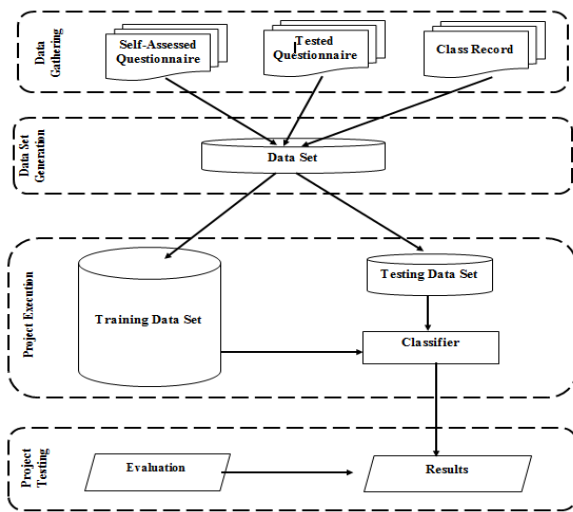 Data
Gathering
Self-Assessed
Questionnaire
Tested
Questionnaire
Class Record
Data Set
Generation
Data Set
Project Execution
Training Data Set
Testing Data Set
Classifier
Project
Testing
Evaluation
Results